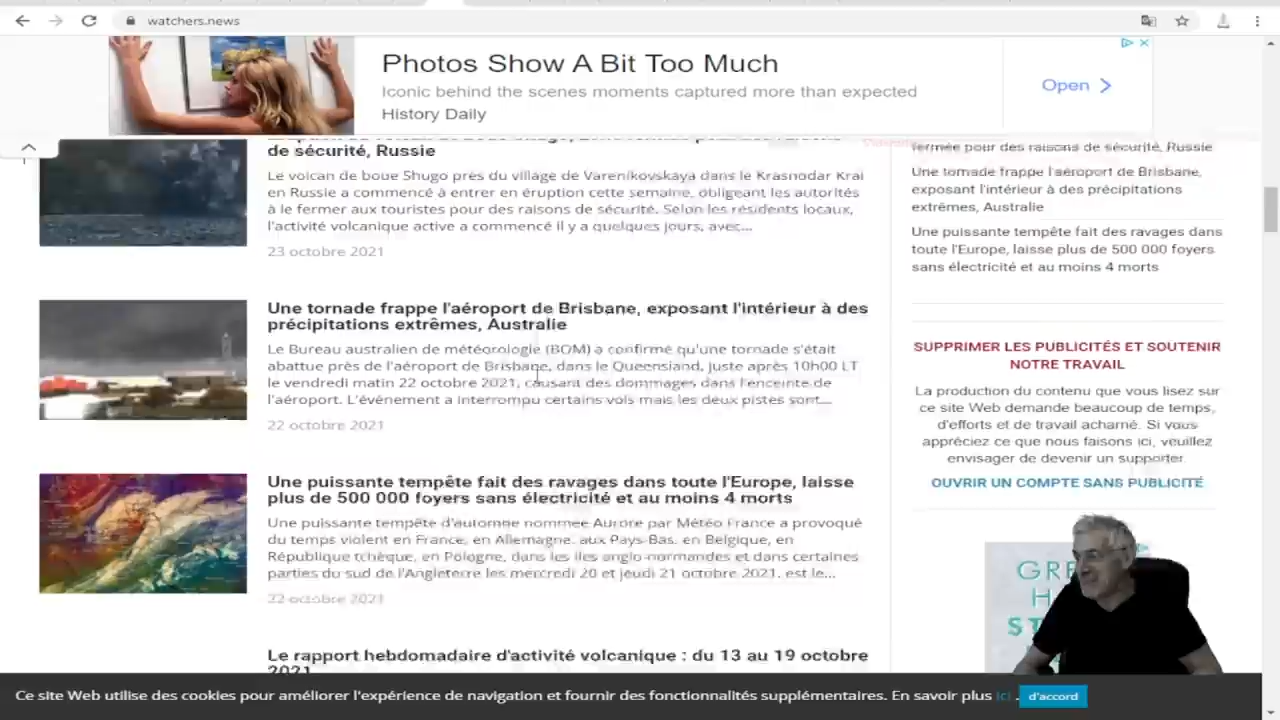 watchers.news
Photos Show A Bit Too Much
Iconic behind the scenes moments captured more than expected
History Daily
Open
de sécurité, Russie
Le volcan de boue Shugo près du village de Varenikovskaya dans le Krasnodar Krai
en Russie a commencé à entrer en éruption cette semaine, obligeant les autorités
à le fermer aux touristes pour des raisons de sécurité. Selon les résidents locaux,
l'activité volcanique active a commencé il y a quelques jours, avec...
23 octobre 2021
Une tornade frappe l'aéroport de Brisbane, exposant l'intérieur à des
précipitations extrêmes, Australie
Le Bureau australien de météorologie (BOM) a confirmé qu'une tornade s'était
abattue près de l'aéroport de Brisbane, dans le Queensland, juste après 10h00 LT
le vendredi matin 22 octobre 2021, causant des dommages dans l'enceinte de
l'aéroport. L'événement a interrompu certains vols mais les deux pistes sont...
22 octobre 2021
Une puissante tempête fait des ravages dans toute l'Europe, laisse
plus de 500 000 foyers sans électricité et au moins 4 morts
Une puissante tempête d'automne nommée Aurore par Météo France a provoqué
du temps violent en France, en Allemagne, aux Pays-Bas, en Belgique, en
République tchèque, en Pologne, dans les îles anglo-normandes et dans certaines
parties du sud de l'Angleterre les mercredi 20 et jeudi 21 octobre 2021. est le...
22 octobre 2021
Le rapport hebdomadaire d'activité volcanique : du 13 au 19 octobre
2021
fermée pour des raisons de sécurité, Russie
Une tornade frappe l'aéroport de Brisbane,
exposant l'intérieur à des précipitations
extrêmes, Australie
Une puissante tempête fait des ravages dans
toute l'Europe, laisse plus de 500 000 foyers
sans électricité et au moins 4 morts
SUPPRIMER LES PUBLICITÉS ET SOUTENIR
NOTRE TRAVAIL
La production du contenu que vous lisez sur
ce site Web demande beaucoup de temps,
d'efforts et de travail acharné. Si vous
appréciez ce que nous faisons ici, veuillez
envisager de devenir un supporter.
OUVRIR UN COMPTE SANS PUBLICITÉ
GRE
H
ST
Ce site Web utilise des cookies pour améliorer l'expérience de navigation et fournir des fonctionnalités supplémentaires. En savoir plus ici . d'accord